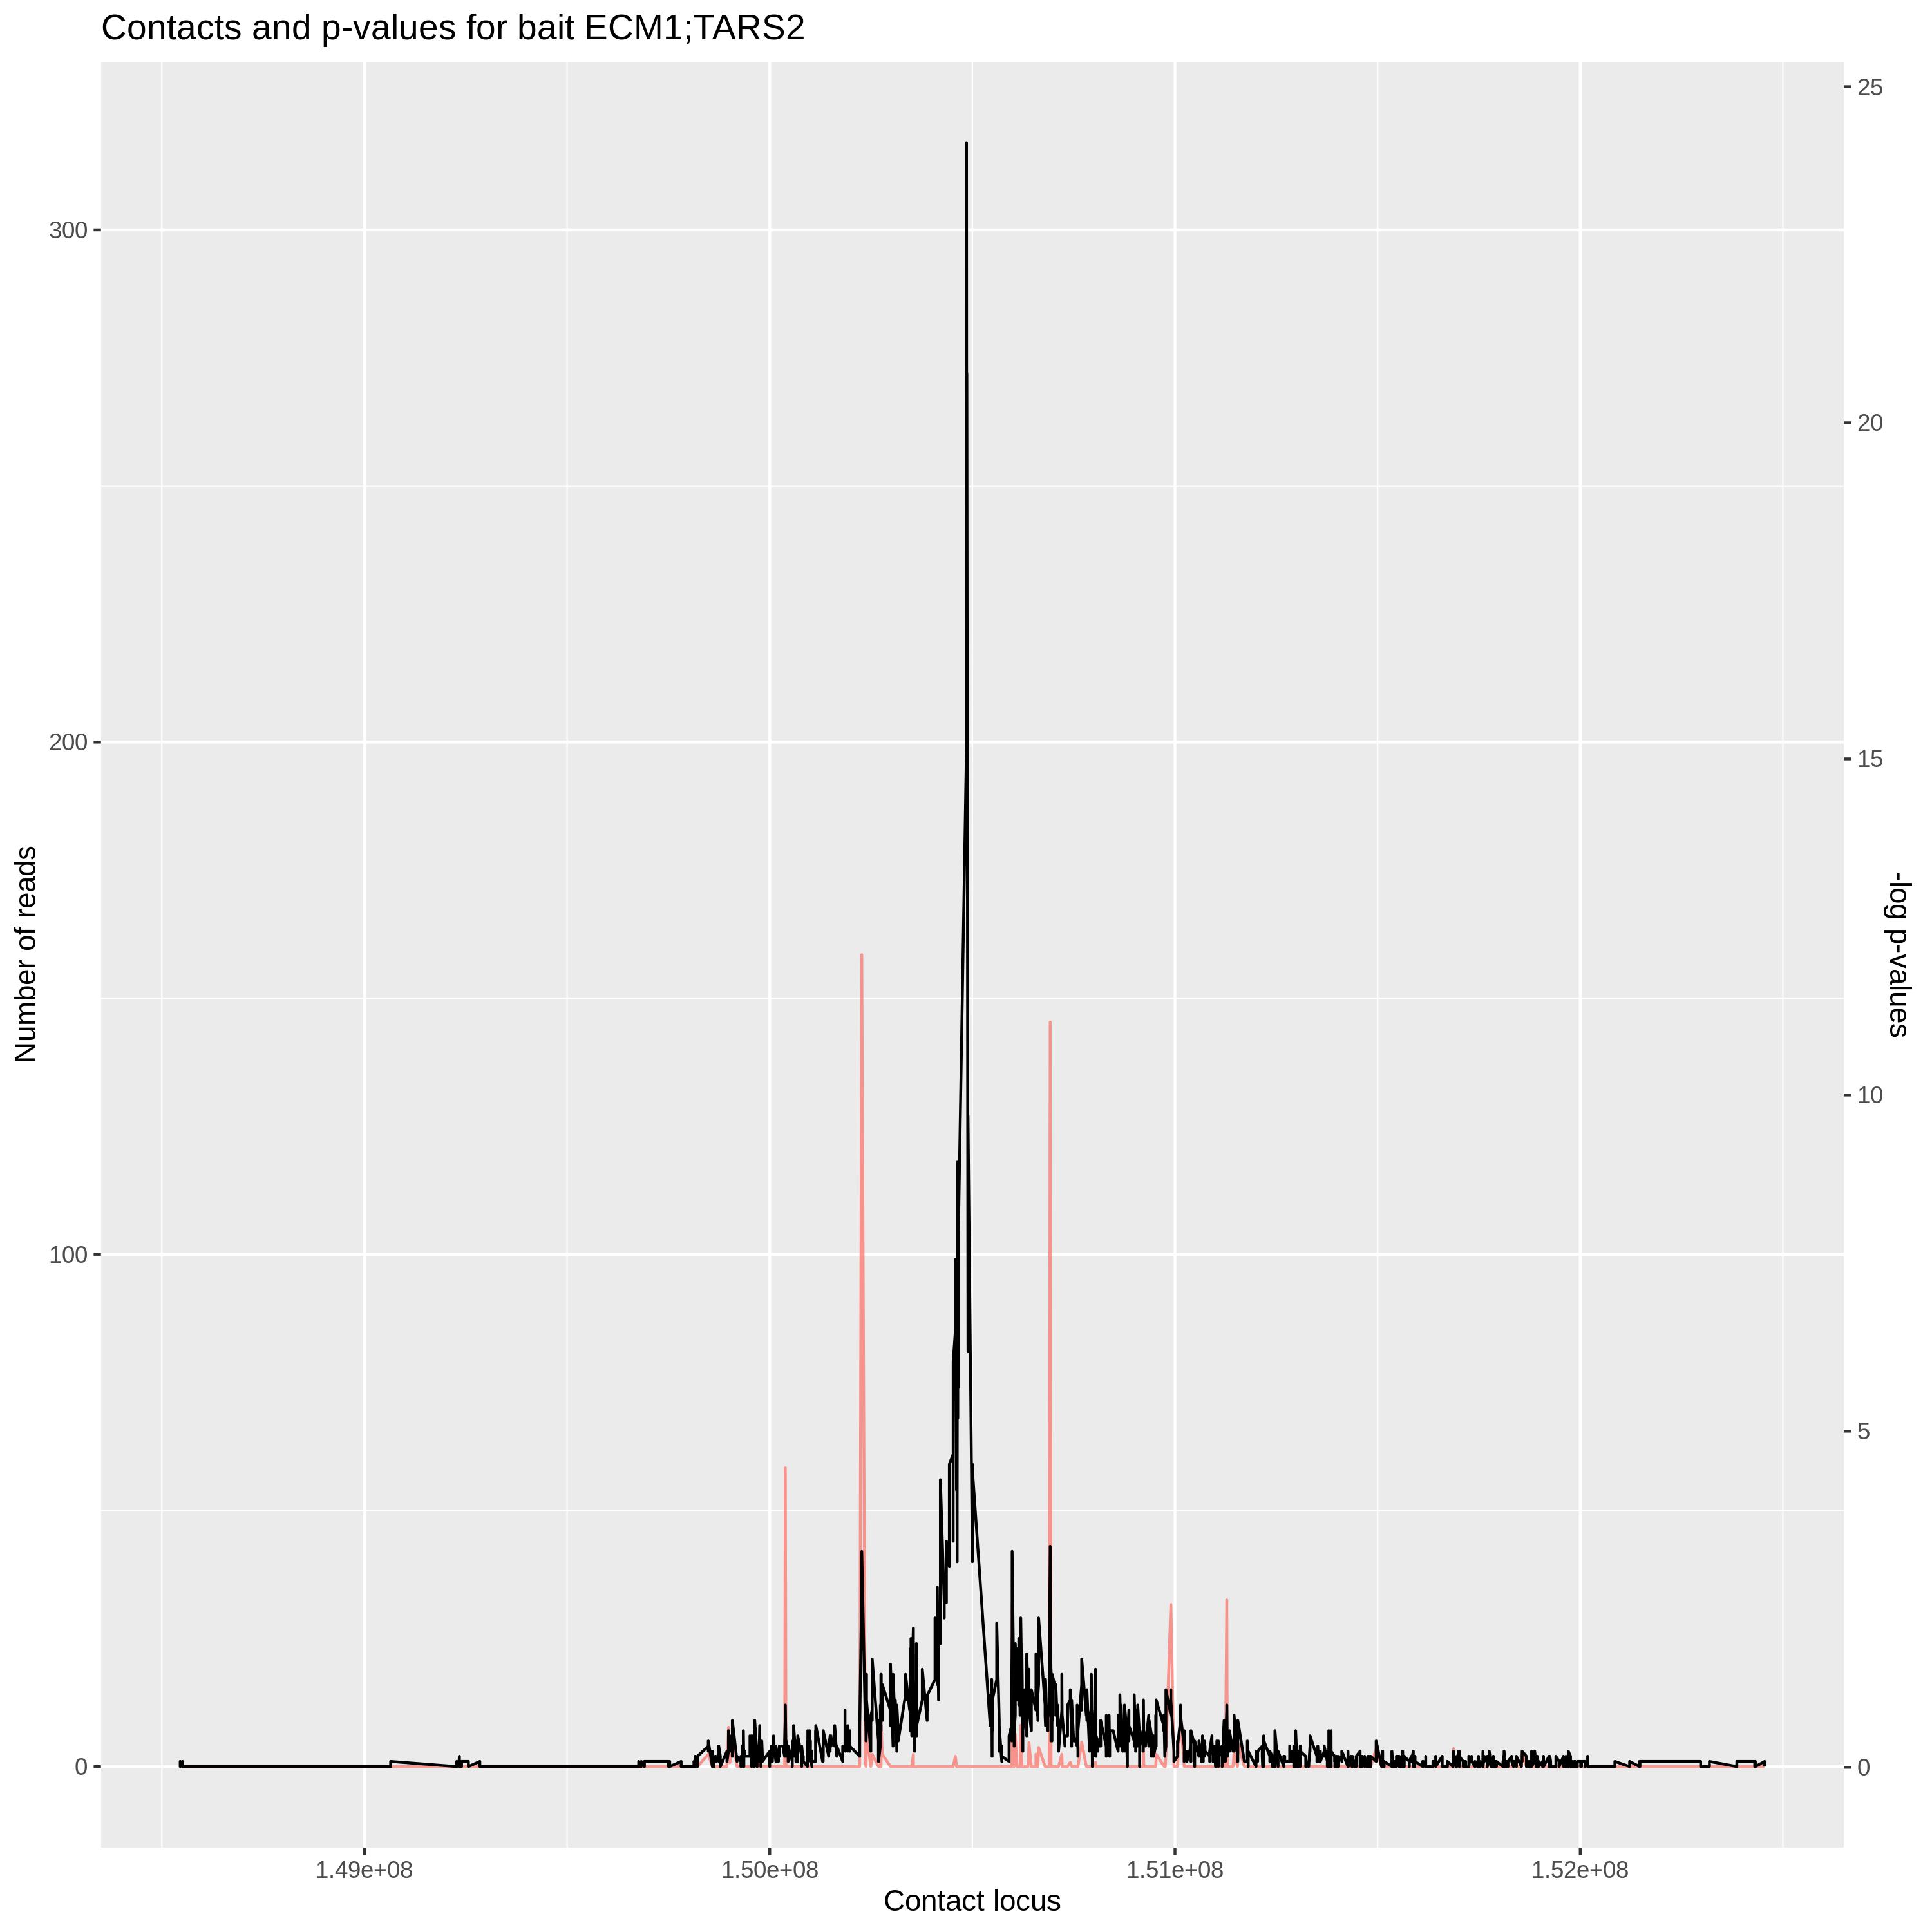 Contacts and p-values for bait ECM1;TARS2
300
200
100
0
Number of reads
25
20
15
10
5
0
-log p-values
1.49e+08
1.50e+08
1.51e+08
1.52e+08
Contact locus